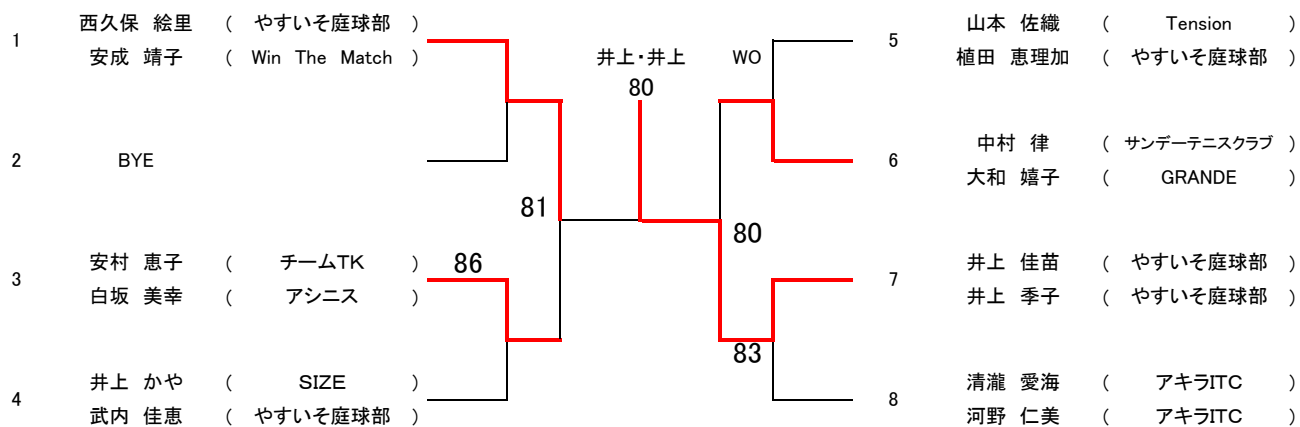 1
西久保 絵里 ( やすいそ庭球部 )
安成 靖子 ( Win The Match )
2
BYE
3
安村 恵子 ( チームTK )
白坂 美幸 ( アシニス )
4
井上 かや ( SIZE )
武内 佳恵 ( やすいそ庭球部 )
86
81
井上・井上
80
WO
80
83
5
山本 佐織 ( Tension )
植田 恵理加 ( やすいそ庭球部 )
6
中村 律 ( サンデーテニスクラブ )
大和 嬉子 ( GRANDE )
7
井上 佳苗 ( やすいそ庭球部 )
井上 季子 ( やすいそ庭球部 )
8
清瀧 愛海 ( アキラITC )
河野 仁美 ( アキラITC )